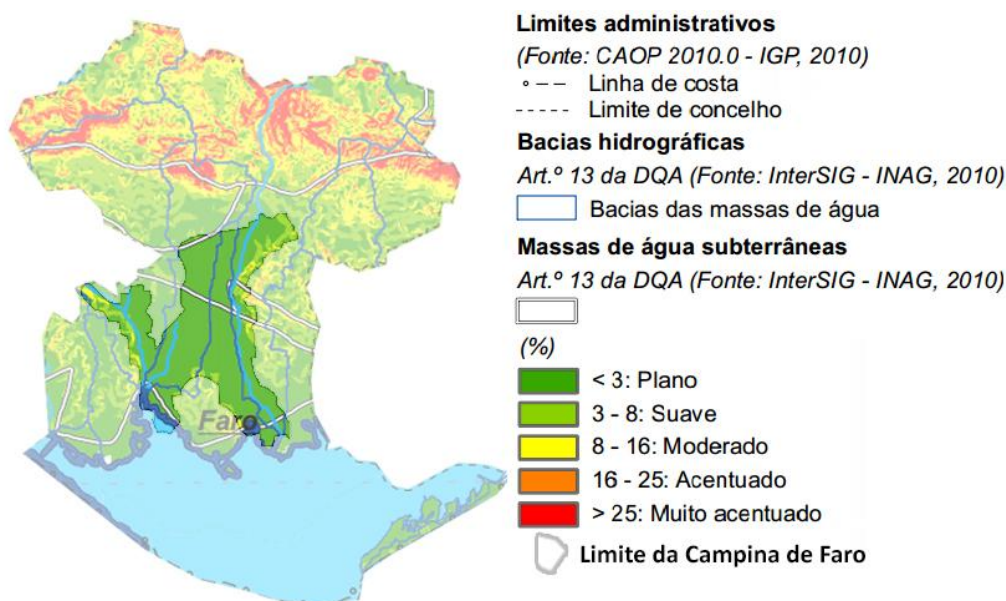 Limites administrativos
(Fonte: CAOP 2010.0 - IGP, 2010)
Linha de costa
Limite de concelho
Bacias hidrográficas
Art.º 13 da DQA (Fonte: InterSIG - INAG, 2010)
Bacias das massas de água
Massas de água subterrâneas
Art.º 13 da DQA (Fonte: InterSIG - INAG, 2010)
(%)
< 3: Plano
3 - 8: Suave
8 - 16: Moderado
16 - 25: Acentuado
> 25: Muito acentuado
Limite da Campina de Faro
Faro